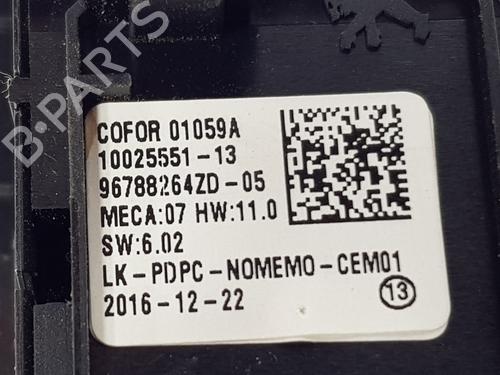 COFOR 01059A
10025551-13
96788264ZD-05
MECA:07 HW:11.0
SW:6.02
LK-PDPC-NOMEMO-CEM01
2016-12-22
13
B-PARTS